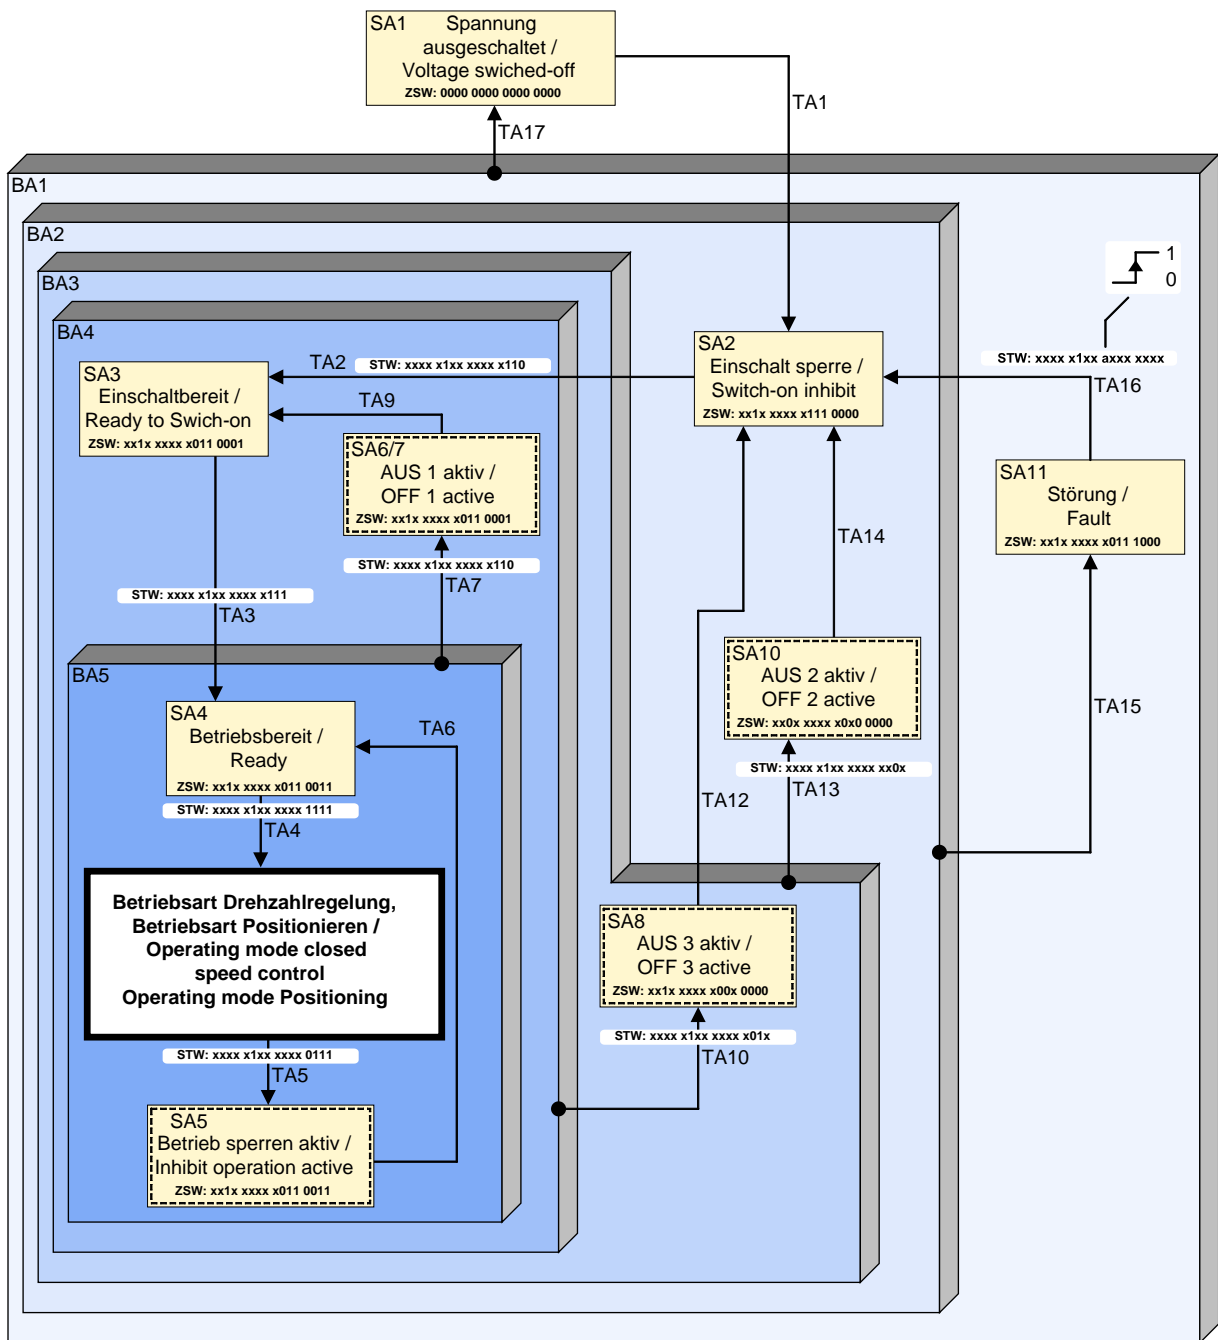 SA1 Spannung
ausgeschaltet /
Voltage swiched-off
ZSW: 0000 0000 0000 0000
TA1
TA17
BA1
BA2
BA3
BA4
1
0
STW: xxxx x1xx axxx xxxx
TA16
SA2
Einschalt sperre /
Switch-on inhibit
ZSW: xx1x xxxx x111 0000
TA2
STW: xxxx x1xx xxxx x110
SA3
Einschaltbereit /
Ready to Swich-on
ZSW: xx1x xxxx x011 0001
TA9
SA6/7
AUS 1 aktiv /
OFF 1 active
ZSW: xx1x xxxx x011 0001
STW: xxxx x1xx xxxx x110
TA7
SA11
Störung /
Fault
ZSW: xx1x xxxx x011 1000
TA14
STW: xxxx x1xx xxxx x111
TA3
BA5
SA4
Betriebsbereit /
Ready
ZSW: xx1x xxxx x011 0011
TA6
STW: xxxx x1xx xxxx 1111
TA4
SA10
AUS 2 aktiv /
OFF 2 active
ZSW: xx0x xxxx x0x0 0000
TA15
STW: xxxx x1xx xxxx xx0x
TA13
TA12
Betriebsart Drehzahlregelung,
Betriebsart Positionieren /
Operating mode closed
speed control
Operating mode Positioning
SA8
AUS 3 aktiv /
OFF 3 active
ZSW: xx1x xxxx x00x 0000
STW: xxxx x1xx xxxx x01x
TA10
STW: xxxx x1xx xxxx 0111
TA5
SA5
Betrieb sperren aktiv /
Inhibit operation active
ZSW: xx1x xxxx x011 0011